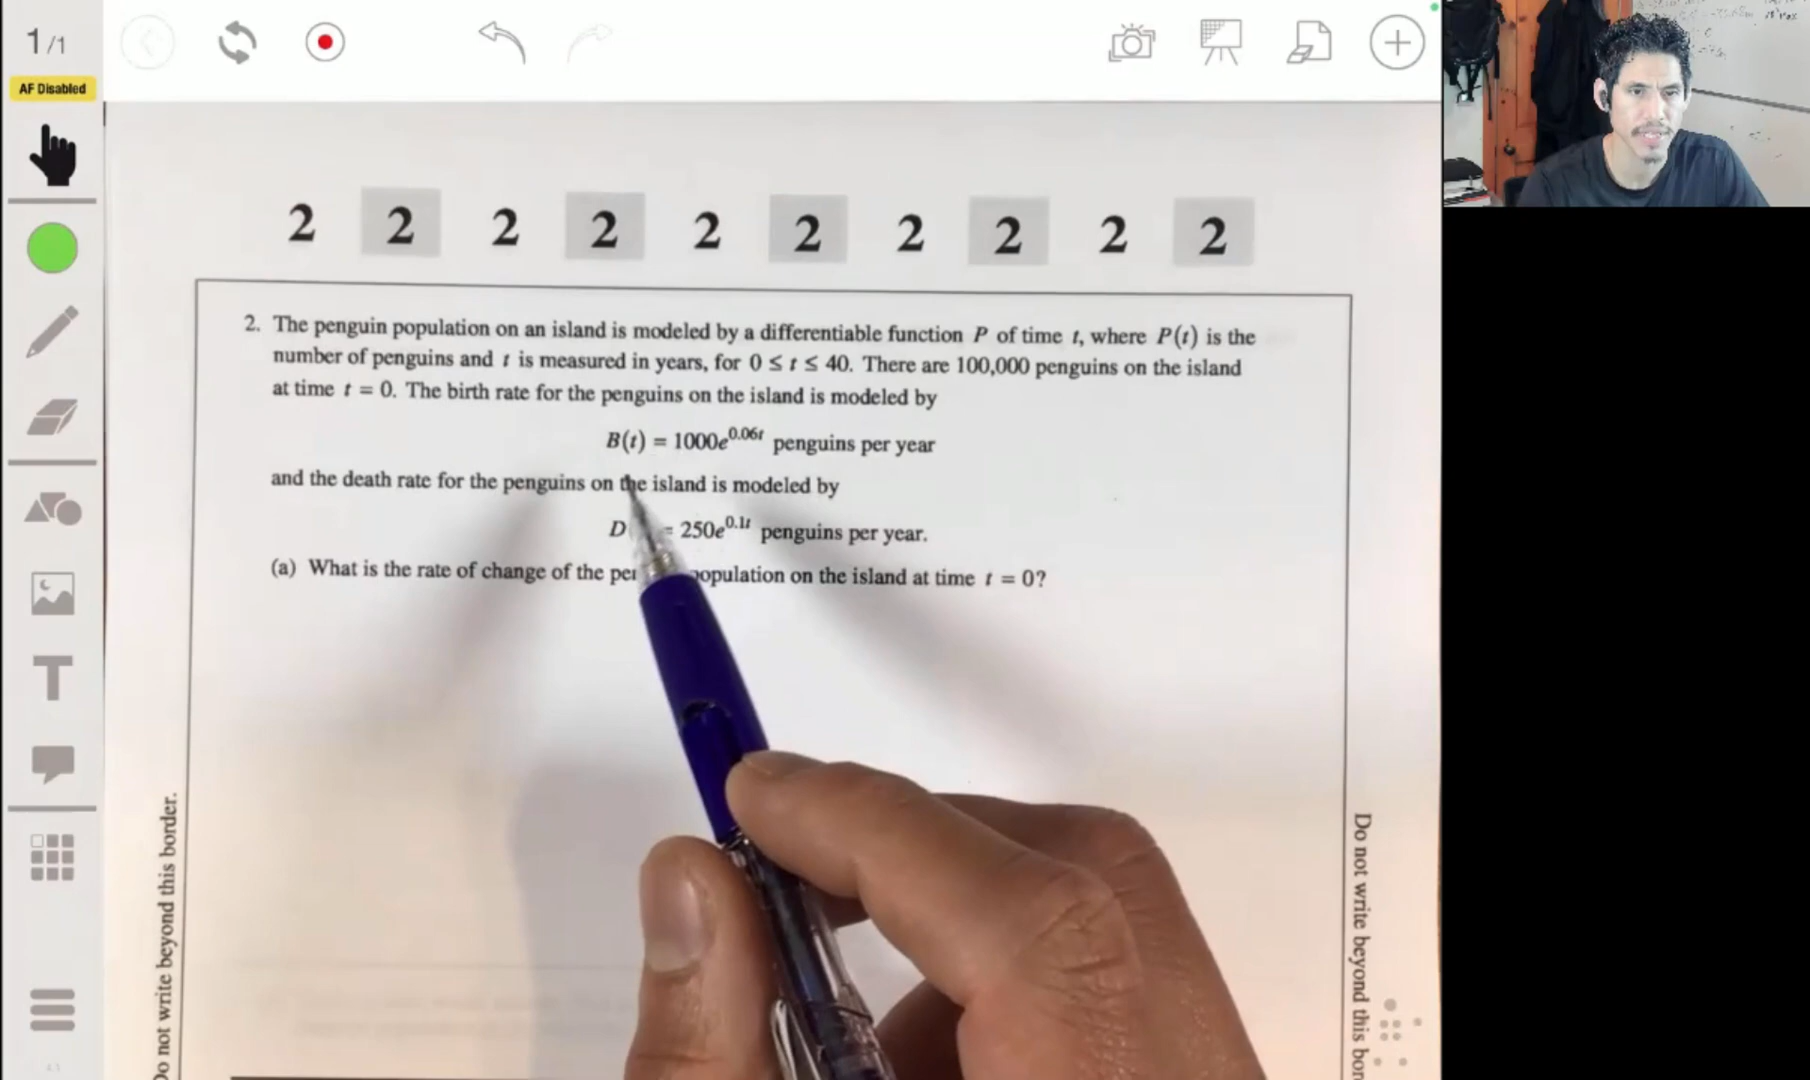 1/1
AF Disabled
2 2 2 2 2 2 2 2 2 2
2. The penguin population on an island is modeled by a differentiable function P of time t, where P(t) is the
number of penguins and t is measured in years, for 0 ≤ t ≤ 40. There are 100,000 penguins on the island
at time t = 0. The birth rate for the penguins on the island is modeled by
B(t) = 1000e^0.06t penguins per year
and the death rate for the penguins on the island is modeled by
D = 250e^0.1t penguins per year.
(a) What is the rate of change of the population on the island at time t = 0?
Do not write beyond this border.
Do not write beyond this bor
T